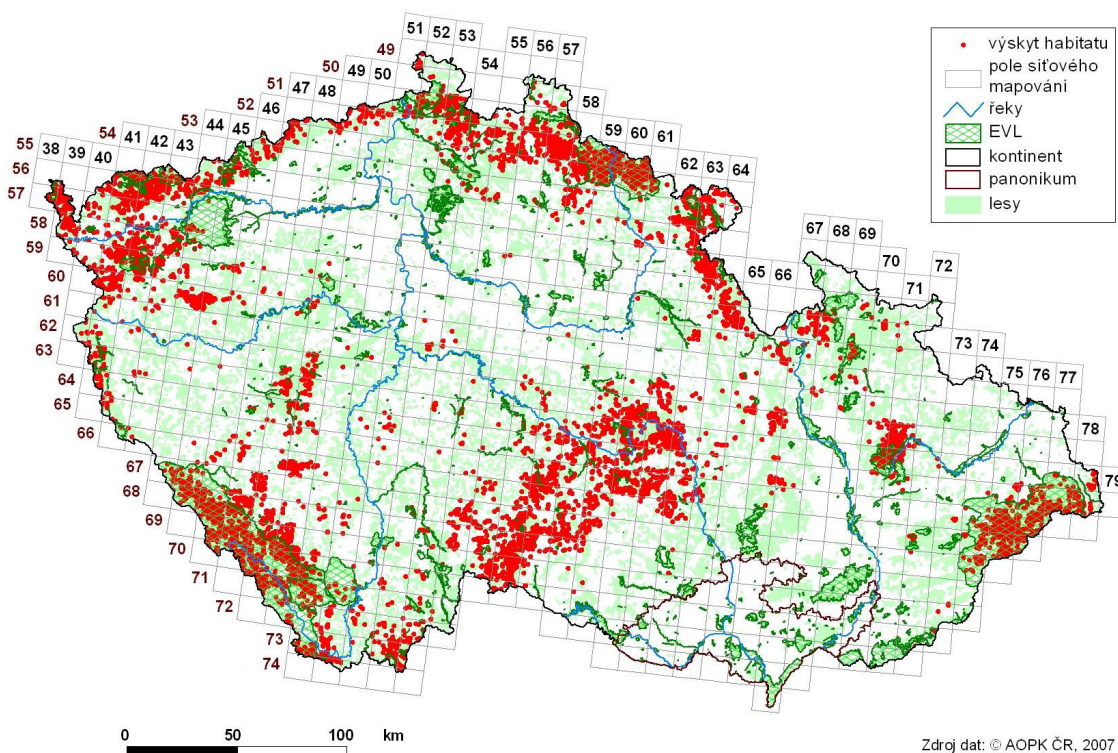 51 52 53
49 54 55 56 57
50 49 50 58
51 47 48 59 60 61
52 46 62 63 64
53 44 45
54 41 42 43
55 38 39 40
56
57
58
59
60
61
62
63
64
65
66
67
68
69
70
71
72
73
74
65 66
67 68 69
70 71 72
73 74
75 76 77
78
79
výskyt habitatu
pole síťového
mapování
řeky
EVL
kontinent
panonikum
lesy
0 50 100 km
Zdroj dat: © AOPK ČR, 2007